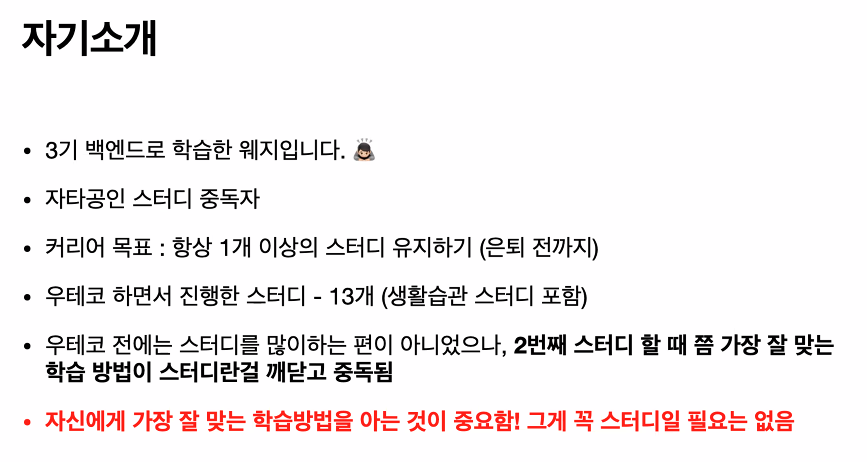 자기소개
• 3기 백엔드로 학습한 웨지입니다. 🙇🏻
• 자타공인 스터디 중독자
• 커리어 목표 : 항상 1개 이상의 스터디 유지하기 (은퇴 전까지)
• 우테코 하면서 진행한 스터디 - 13개 (생활습관 스터디 포함)
• 우테코 전에는 스터디를 많이하는 편이 아니었으나, 2번째 스터디 할 때 쯤 가장 잘 맞는
학습 방법이 스터디란걸 깨닫고 중독됨
• 자신에게 가장 잘 맞는 학습방법을 아는 것이 중요함! 그게 꼭 스터디일 필요는 없음